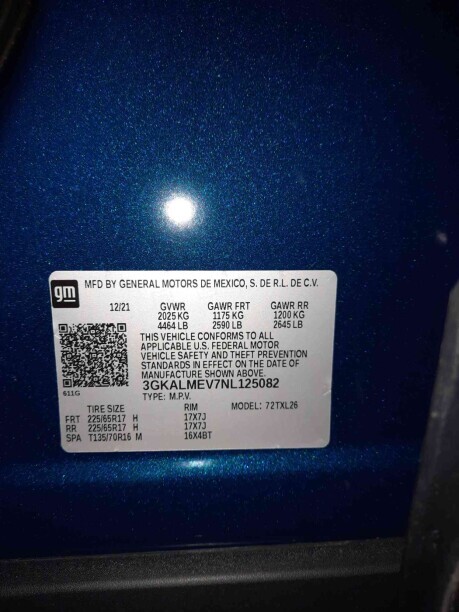 gm
MFD BY GENERAL MOTORS DE MEXICO, S. DE R.L. DE C.V.
12/21 GVWR GAWR FRT GAWR RR
2025 KG 1175 KG 1200 KG
4464 LB 2590 LB 2645 LB
THIS VEHICLE CONFORMS TO ALL
APPLICABLE U.S. FEDERAL MOTOR
VEHICLE SAFETY AND THEFT PREVENTION
STANDARDS IN EFFECT ON THE DATE OF
MANUFACTURE SHOWN ABOVE.
3GKALMEV7NL125082
611G
TYPE: M.P.V. MODEL: 72TXL26
TIRE SIZE RIM
FRT 225/65R17 H 17X7J
RR 225/65R17 H 17X7J
SPA T135/70R16 M 16X4BT